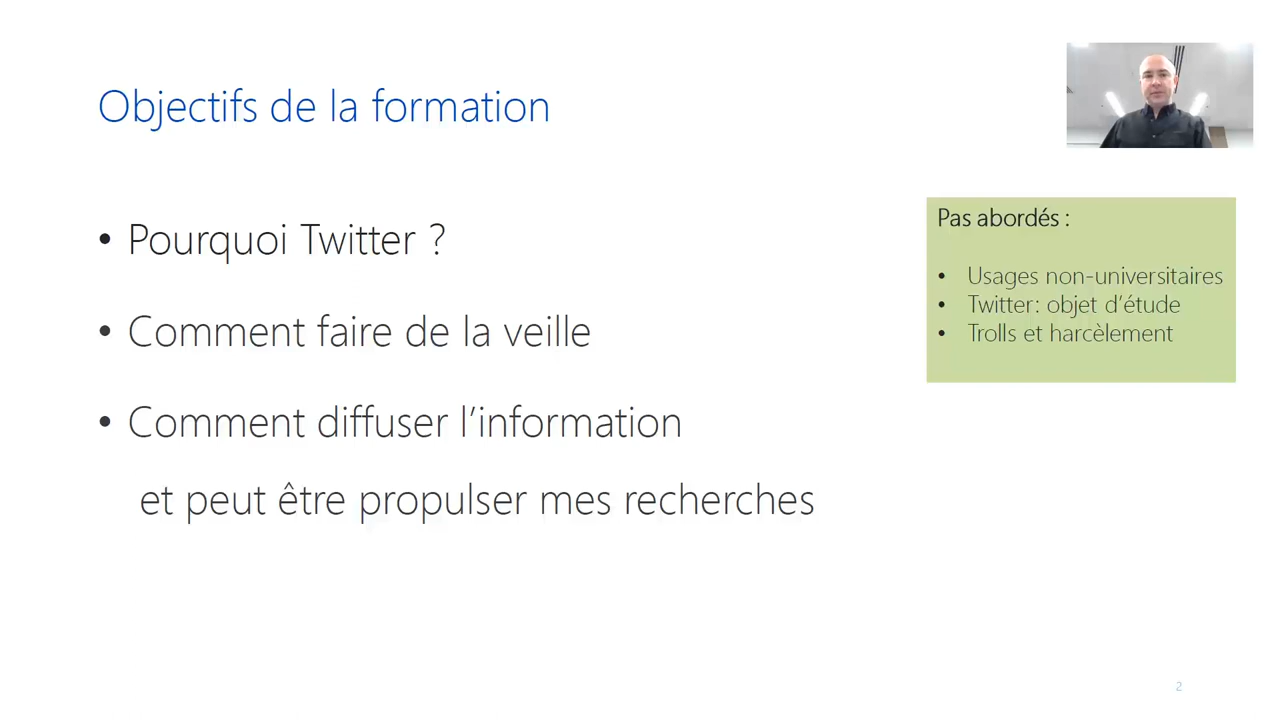 Objectifs de la formation
• Pourquoi Twitter ?
• Comment faire de la veille
• Comment diffuser l’information
et peut être propulser mes recherches
Pas abordés :
• Usages non-universitaires
• Twitter: objet d’étude
• Trolls et harcèlement
2